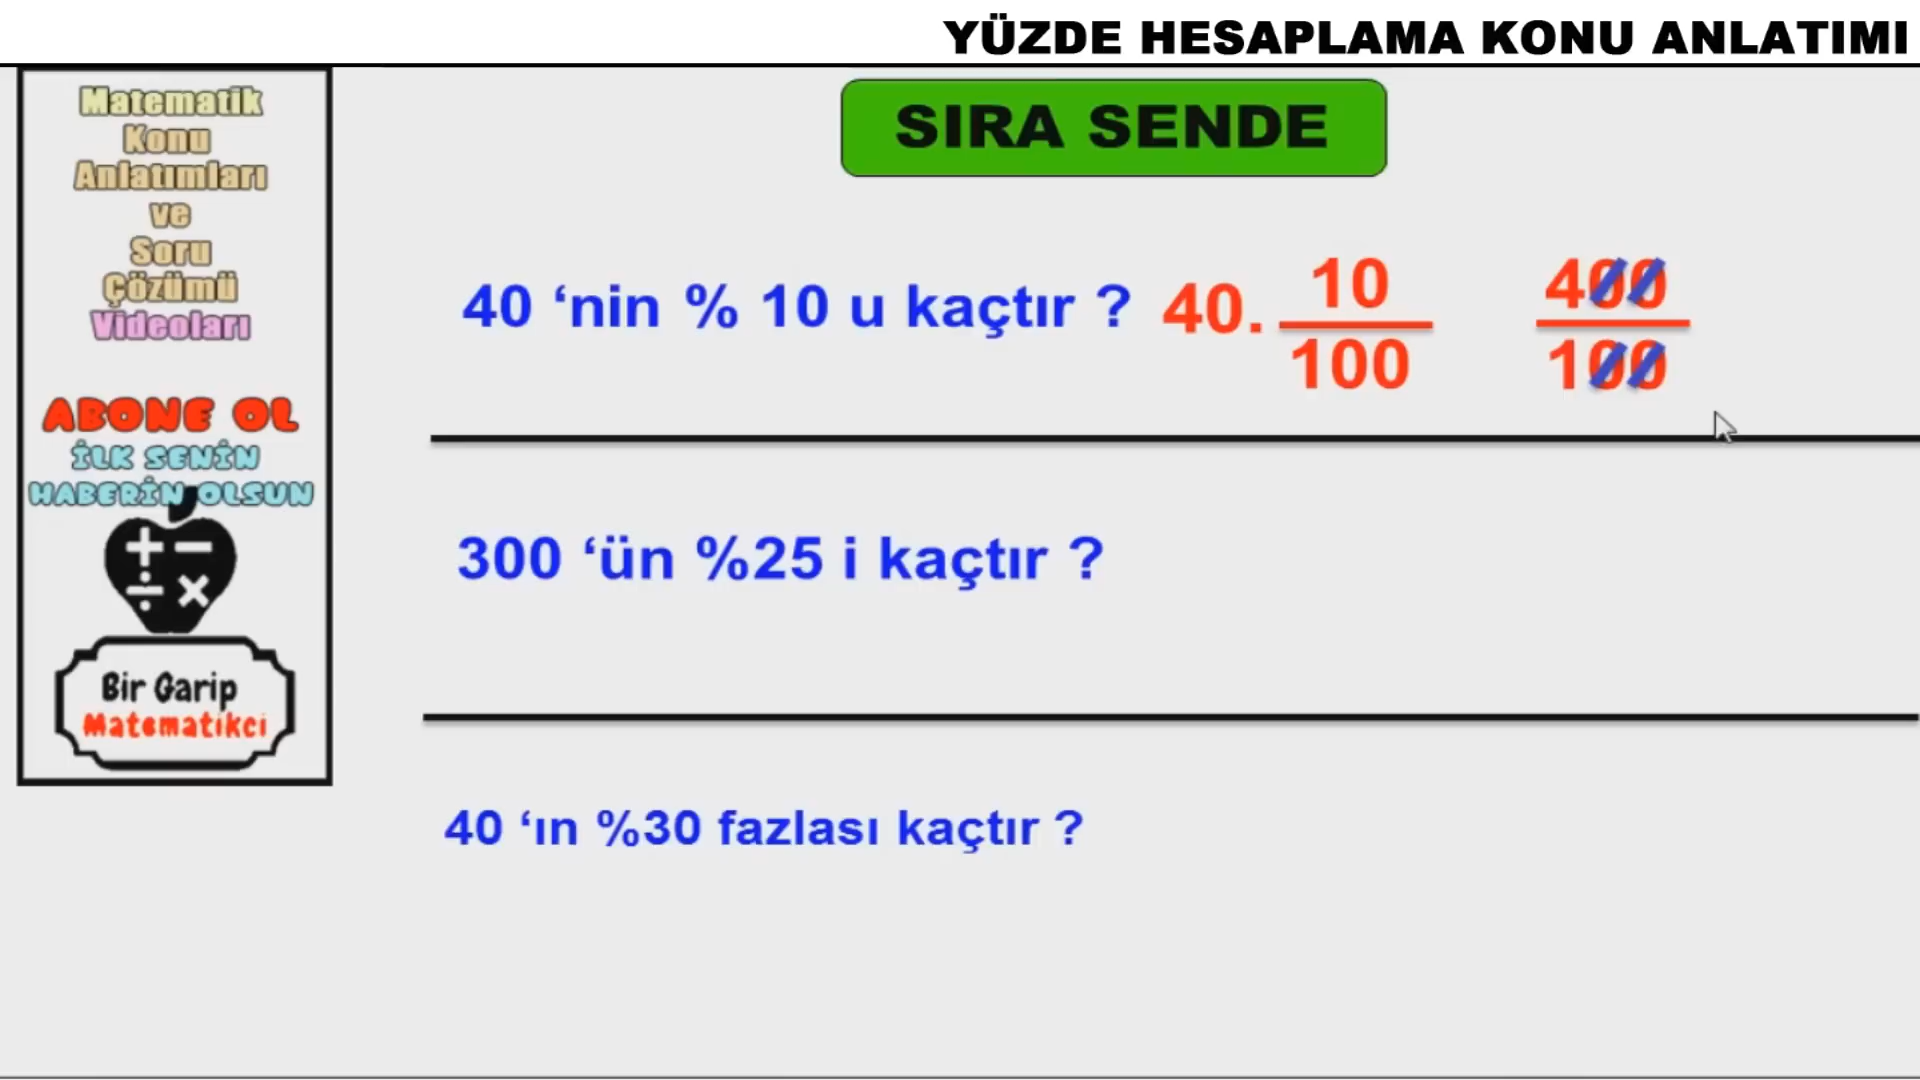 YÜZDE HESAPLAMA KONU ANLATIMI
Matematik
Konu
Anlatımları
ve
Soru
Çözümü
Videoları
ABONE OL
İLK SENİN
HABERİN OLSUN
+ −
÷ ×
Bir Garip
Matematikci
SIRA SENDE
40 ‘nin % 10 u kaçtır ? 40. 10/100 400/100
300 ‘ün %25 i kaçtır ?
40 ‘ın %30 fazlası kaçtır ?